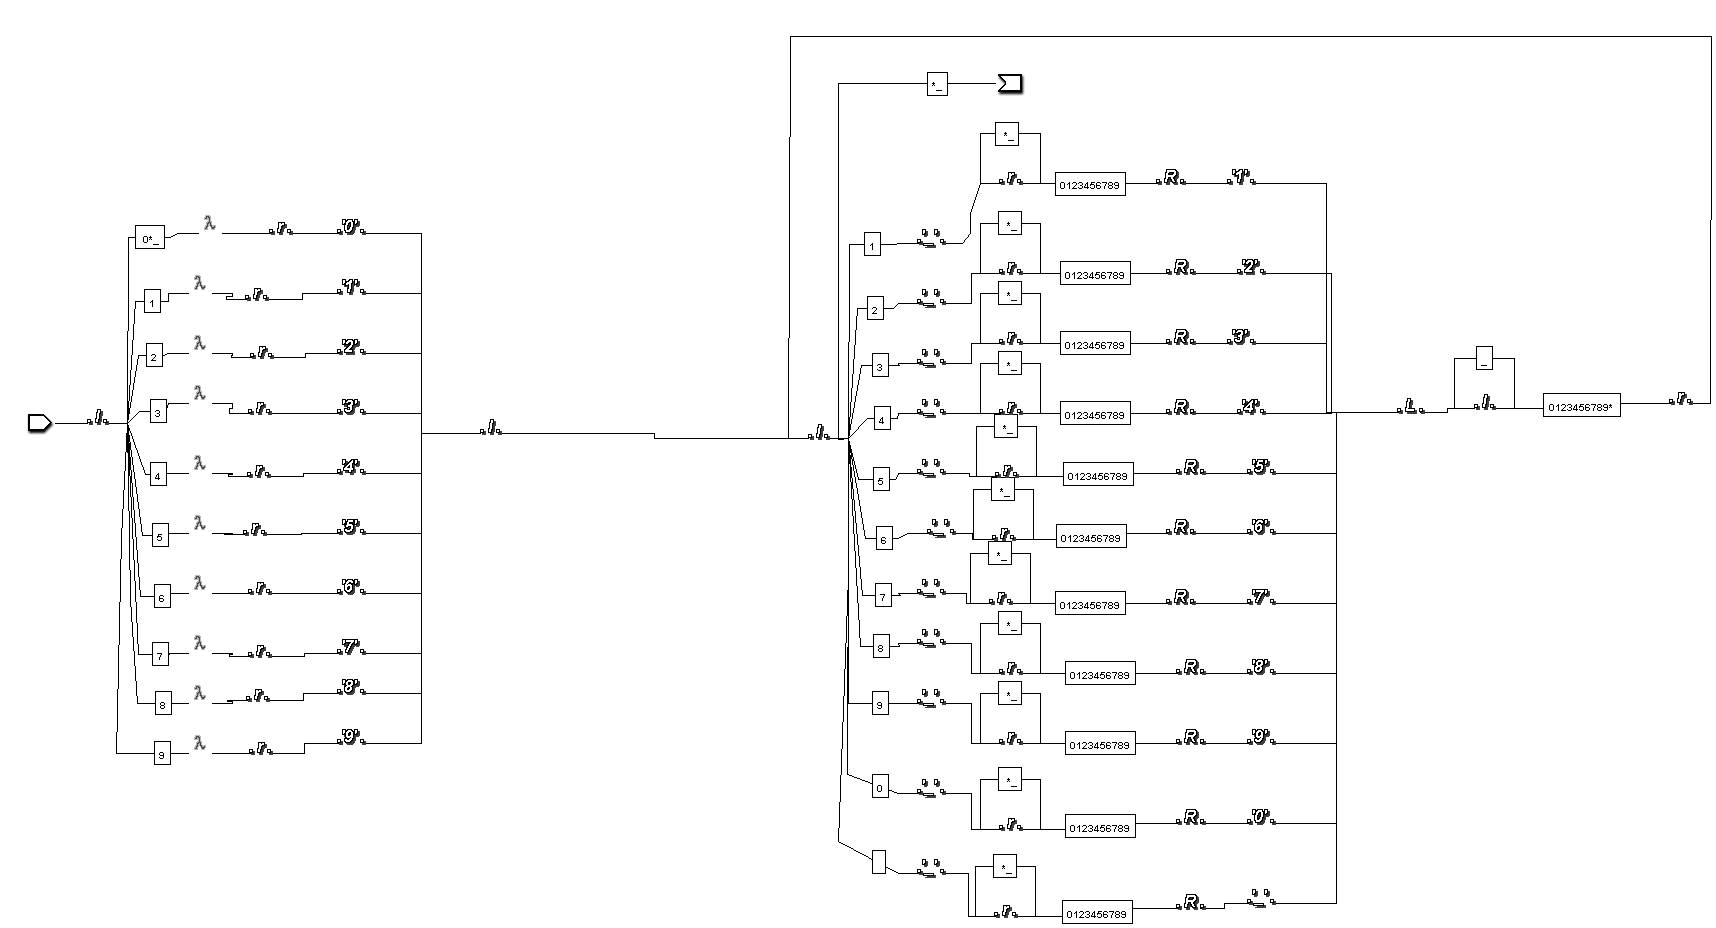 *_
*_
r 0123456789 R '1'
0*_ λ r '0'
*_
1 '_'
r 0123456789 R '2'
1 λ r '1'
*_
2 '_'
r 0123456789 R '3'
2 λ r '2'
*_
3 '_'
_
3 λ r '3'
4 '_' r 0123456789 R '4'
L l 0123456789* r
l
*_
l
l
4 λ r '4'
5 '_' r 0123456789 R '5'
*_
5 λ r '5'
6 '_' r 0123456789 R '6'
*_
6 λ r '6'
7 '_' r 0123456789 R '7'
*_
7 λ r '7'
8 '_' r 0123456789 R '8'
*_
8 λ r '8'
9 '_'
9 λ r '9'
r 0123456789 R '9'
*_
0 '_'
r 0123456789 R '0'
*_
'_'
r 0123456789 R '_'